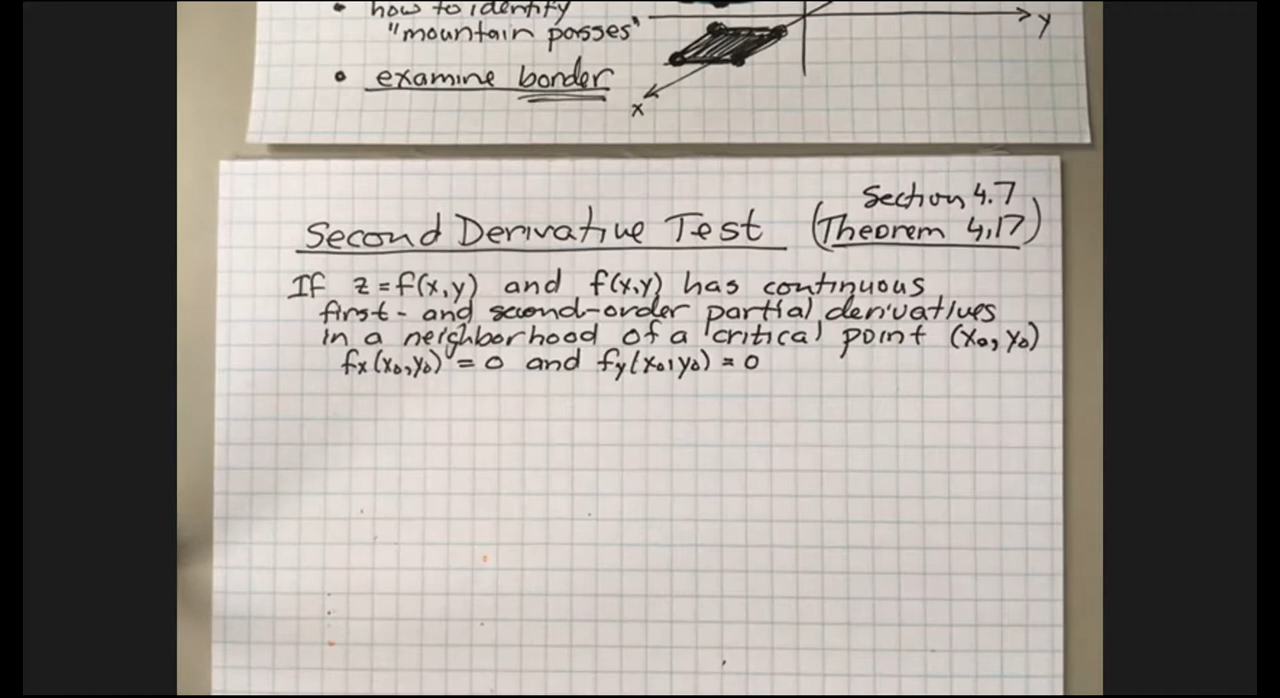 • how to identify
"mountain passes"
• examine border
y
x
Section 4.7
Second Derivative Test (Theorem 4.17)
If z = f(x,y) and f(x,y) has continuous
first- and second-order partial derivatives
in a neighborhood of a critical point (x₀, y₀)
fx(x₀,y₀) = 0 and fy(x₀,y₀) = 0